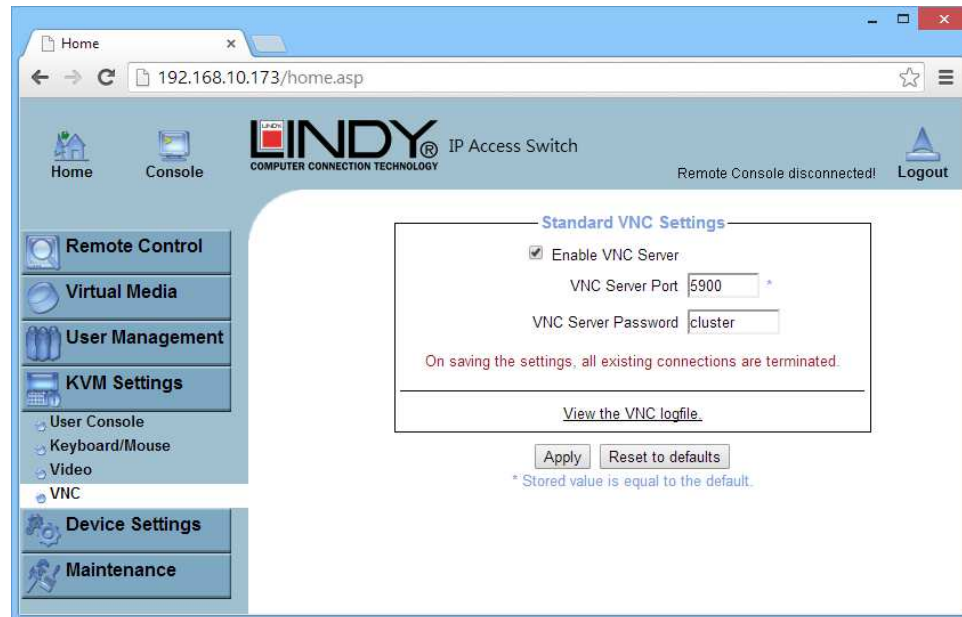 Home
192.168.10.173/home.asp
Home
Console
LINDY
LINDY®
COMPUTER CONNECTION TECHNOLOGY
IP Access Switch
Remote Console disconnected!
Logout
Remote Control
Virtual Media
User Management
KVM Settings
User Console
Keyboard/Mouse
Video
VNC
Device Settings
Maintenance
Standard VNC Settings
Enable VNC Server
VNC Server Port 5900 *
VNC Server Password cluster
On saving the settings, all existing connections are terminated.
View the VNC logfile.
Apply Reset to defaults
* Stored value is equal to the default.